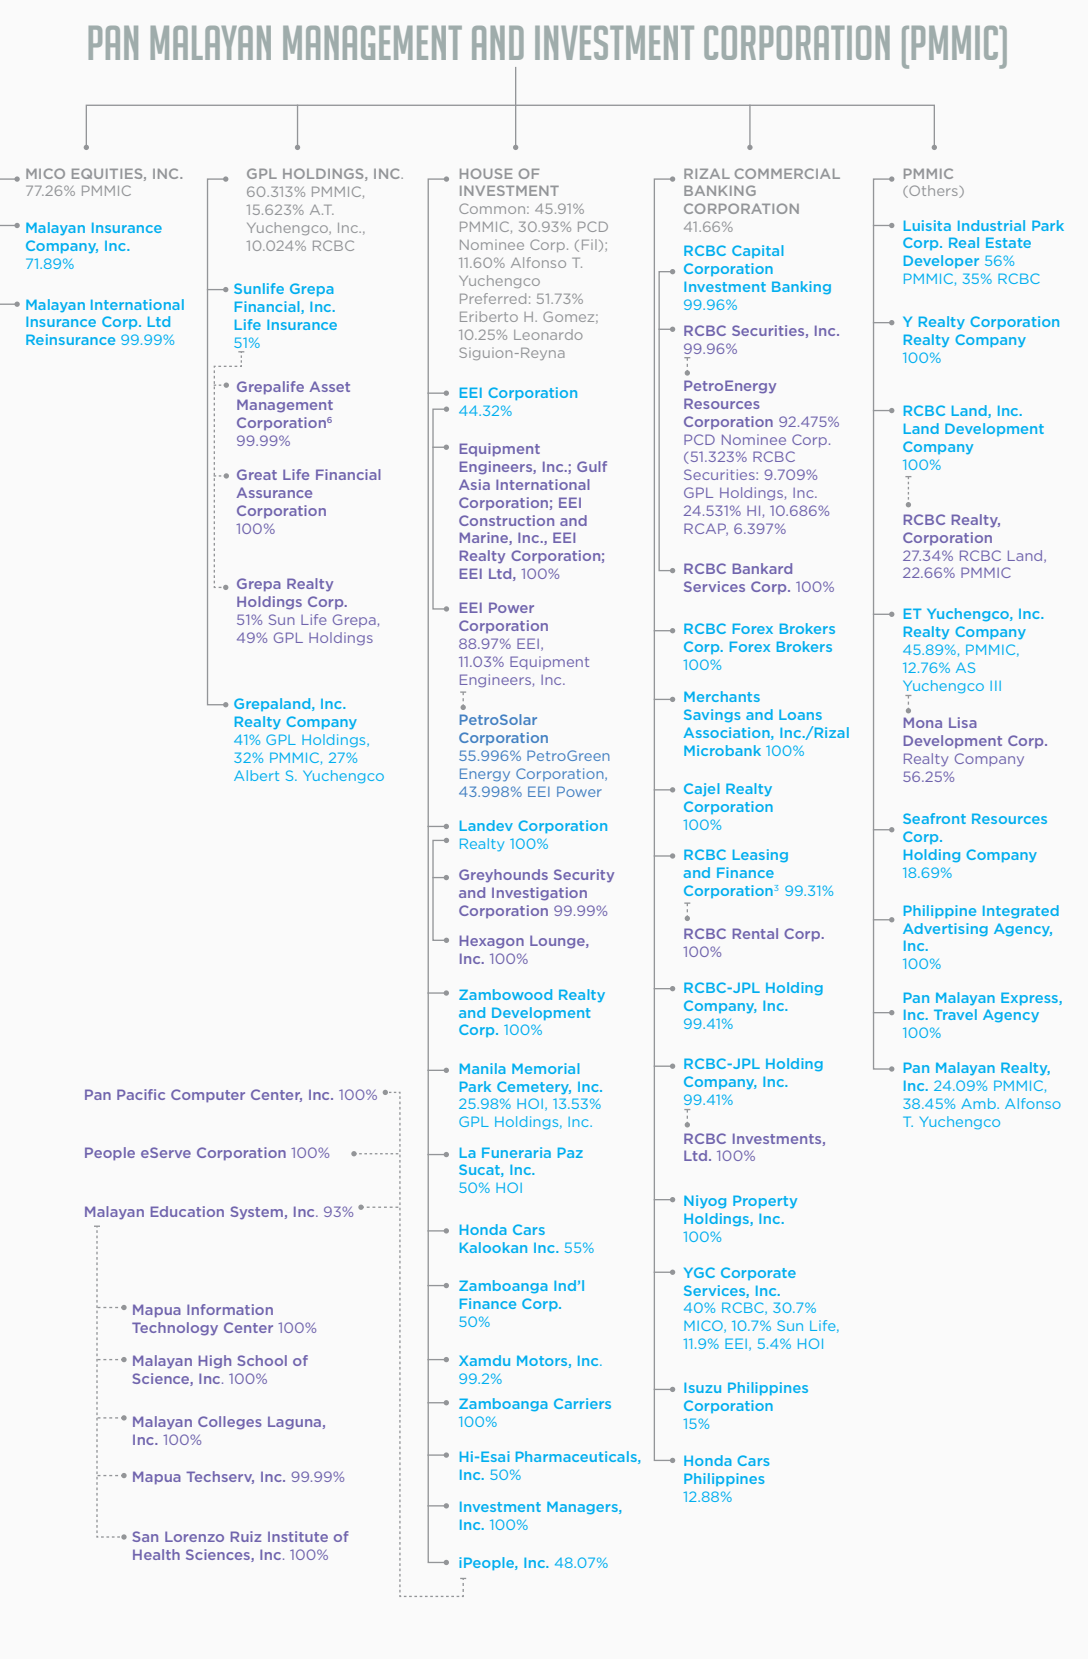 PAN MALAYAN MANAGEMENT AND INVESTMENT CORPORATION (PMMIC)
MICO EQUITIES, INC.
77.26% PMMIC
Malayan Insurance
Company, Inc.
71.89%
Malayan International
Insurance Corp. Ltd
Reinsurance 99.99%
GPL HOLDINGS, INC.
60.313% PMMIC,
15.623% A.T.
Yuchengco, Inc.,
10.024% RCBC
Sunlife Grepa
Financial, Inc.
Life Insurance
51%
Grepalife Asset
Management
Corporation⁶
99.99%
Great Life Financial
Assurance
Corporation
100%
Grepa Realty
Holdings Corp.
51% Sun Life Grepa,
49% GPL Holdings
Grepaland, Inc.
Realty Company
41% GPL Holdings,
32% PMMIC, 27%
Albert S. Yuchengco
HOUSE OF
INVESTMENT
Common: 45.91%
PMMIC, 30.93% PCD
Nominee Corp. (Fil);
11.60% Alfonso T.
Yuchengco
Preferred: 51.73%
Eriberto H. Gomez;
10.25% Leonardo
Siguion-Reyna
EEI Corporation
44.32%
Equipment
Engineers, Inc.; Gulf
Asia International
Corporation; EEI
Construction and
Marine, Inc., EEI
Realty Corporation;
EEI Ltd, 100%
EEI Power
Corporation
88.97% EEI,
11.03% Equipment
Engineers, Inc.
PetroSolar
Corporation
55.996% PetroGreen
Energy Corporation,
43.998% EEI Power
Landev Corporation
Realty 100%
Greyhounds Security
and Investigation
Corporation 99.99%
Hexagon Lounge,
Inc. 100%
Zambowood Realty
and Development
Corp. 100%
Manila Memorial
Park Cemetery, Inc.
25.98% HOI, 13.53%
GPL Holdings, Inc.
La Funeraria Paz
Sucat, Inc.
50% HOI
Honda Cars
Kalookan Inc. 55%
Zamboanga Ind'l
Finance Corp.
50%
Xamdu Motors, Inc.
99.2%
Zamboanga Carriers
100%
Hi-Esai Pharmaceuticals,
Inc. 50%
Investment Managers,
Inc. 100%
iPeople, Inc. 48.07%
Pan Pacific Computer Center, Inc. 100%
People eServe Corporation 100%
Malayan Education System, Inc. 93%
Mapua Information
Technology Center 100%
Malayan High School of
Science, Inc. 100%
Malayan Colleges Laguna,
Inc. 100%
Mapua Techserv, Inc. 99.99%
San Lorenzo Ruiz Institute of
Health Sciences, Inc. 100%
RIZAL COMMERCIAL
BANKING
CORPORATION
41.66%
RCBC Capital
Corporation
Investment Banking
99.96%
RCBC Securities, Inc.
99.96%
PetroEnergy
Resources
Corporation 92.475%
PCD Nominee Corp.
(51.323% RCBC
Securities: 9.709%
GPL Holdings, Inc.
24.531% HI, 10.686%
RCAP, 6.397%
RCBC Bankard
Services Corp. 100%
RCBC Forex Brokers
Corp. Forex Brokers
100%
Merchants
Savings and Loans
Association, Inc./Rizal
Microbank 100%
Cajel Realty
Corporation
100%
RCBC Leasing
and Finance
Corporation³ 99.31%
RCBC Rental Corp.
100%
RCBC-JPL Holding
Company, Inc.
99.41%
RCBC-JPL Holding
Company, Inc.
99.41%
RCBC Investments,
Ltd. 100%
Niyog Property
Holdings, Inc.
100%
YGC Corporate
Services, Inc.
40% RCBC, 30.7%
MICO, 10.7% Sun Life,
11.9% EEI, 5.4% HOI
Isuzu Philippines
Corporation
15%
Honda Cars
Philippines
12.88%
PMMIC
(Others)
Luisita Industrial Park
Corp. Real Estate
Developer 56%
PMMIC, 35% RCBC
Y Realty Corporation
Realty Company
100%
RCBC Land, Inc.
Land Development
Company
100%
RCBC Realty,
Corporation
27.34% RCBC Land,
22.66% PMMIC
ET Yuchengco, Inc.
Realty Company
45.89%, PMMIC,
12.76% AS
Yuchengco III
Mona Lisa
Development Corp.
Realty Company
56.25%
Seafront Resources
Corp.
Holding Company
18.69%
Philippine Integrated
Advertising Agency,
Inc.
100%
Pan Malayan Express,
Inc. Travel Agency
100%
Pan Malayan Realty,
Inc. 24.09% PMMIC,
38.45% Amb. Alfonso
T. Yuchengco